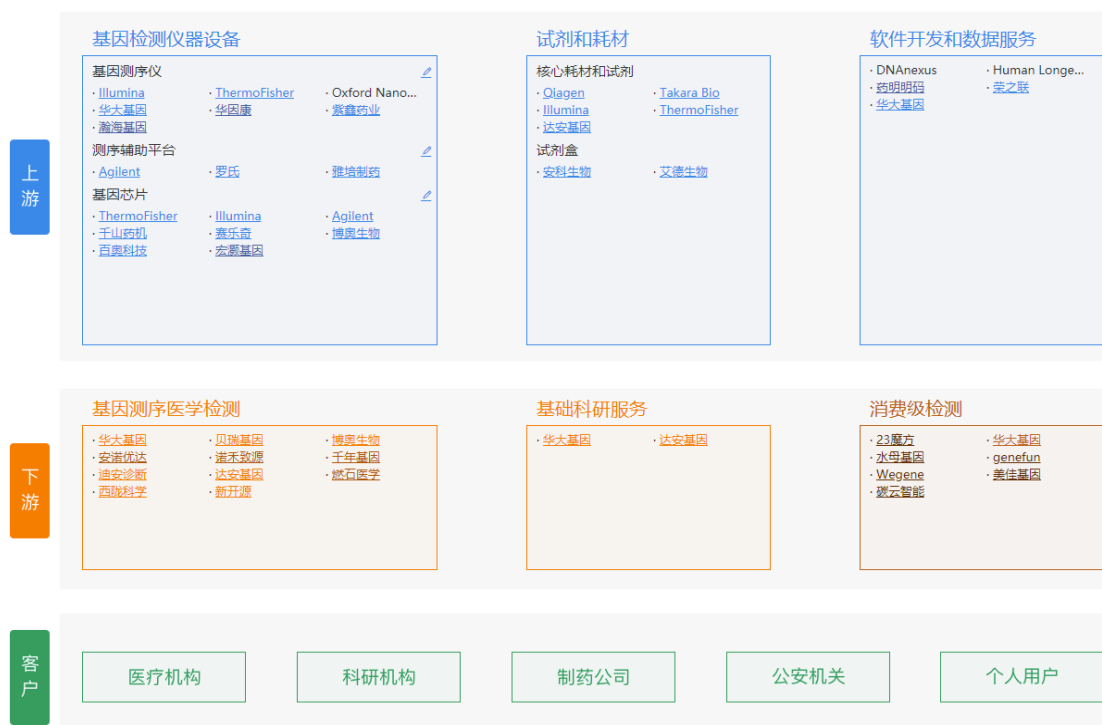 上游
基因检测仪器设备
基因测序仪
· Illumina · ThermoFisher · Oxford Nano...
· 华大基因 · 华因康 · 紫鑫药业
· 瀚海基因
测序辅助平台
· Agilent · 罗氏 · 雅培制药
基因芯片
· ThermoFisher · Illumina · Agilent
· 千山药机 · 赛乐奇 · 博奥生物
· 百奥科技 · 宏灏基因
试剂和耗材
核心耗材和试剂
· Qiagen · Takara Bio
· Illumina · ThermoFisher
· 达安基因
试剂盒
· 安科生物 · 艾德生物
软件开发和数据服务
· DNAnexus · Human Longe...
· 药明明码 · 荣之联
· 华大基因
下游
基因测序医学检测
· 华大基因 · 贝瑞基因 · 博奥生物
· 安诺优达 · 诺禾致源 · 千年基因
· 迪安诊断 · 达安基因 · 燃石医学
· 西陇科学 · 新开源
基础科研服务
· 华大基因 · 达安基因
消费级检测
· 23魔方 · 华大基因
· 水母基因 · genefun
· Wegene · 美佳基因
· 碳云智能
客户
医疗机构
科研机构
制药公司
公安机关
个人用户